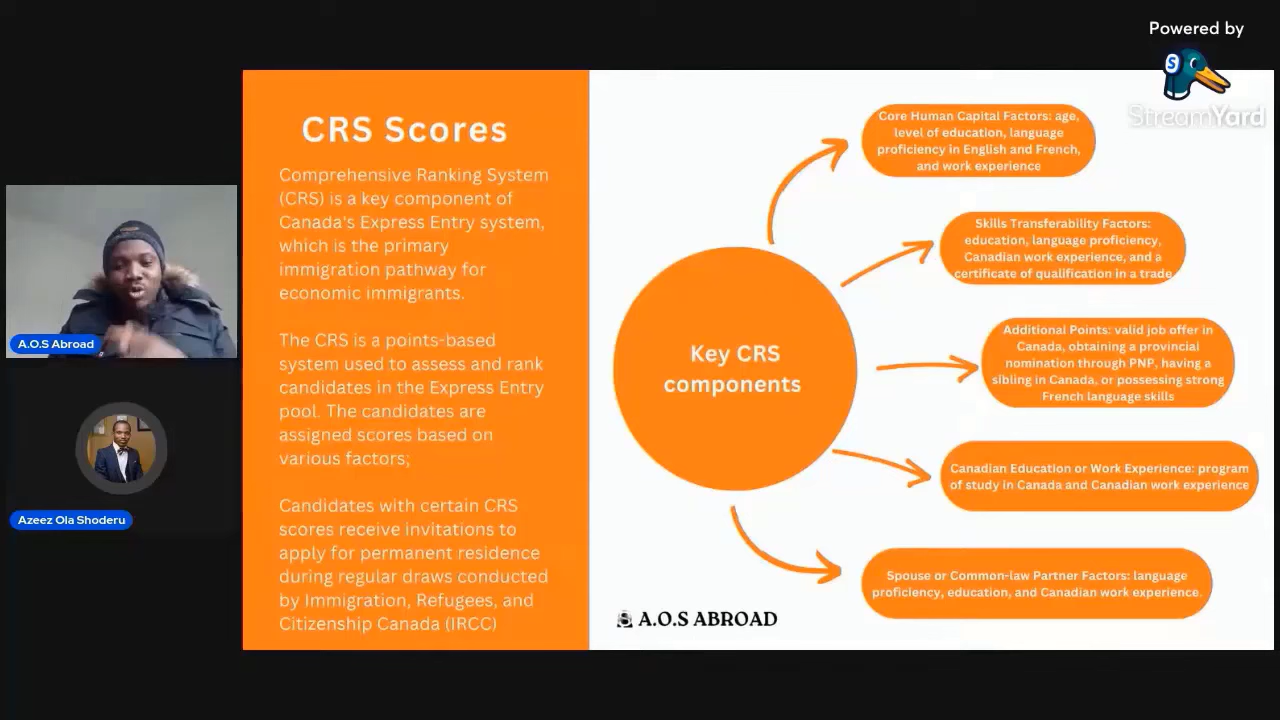 Powered by
StreamYard
CRS Scores
Comprehensive Ranking System
(CRS) is a key component of
Canada's Express Entry system,
which is the primary
immigration pathway for
economic immigrants.
The CRS is a points-based
system used to assess and rank
candidates in the Express Entry
pool. The candidates are
assigned scores based on
various factors;
Candidates with certain CRS
scores receive invitations to
apply for permanent residence
during regular draws conducted
by Immigration, Refugees, and
Citizenship Canada (IRCC)
Key CRS
components
Core Human Capital Factors: age,
level of education, language
proficiency in English and French,
and work experience
Skills Transferability Factors:
education, language proficiency,
Canadian work experience, and a
certificate of qualification in a trade
Additional Points: valid job offer in
Canada, obtaining a provincial
nomination through PNP, having a
sibling in Canada, or possessing strong
French language skills
Canadian Education or Work Experience: program
of study in Canada and Canadian work experience
Spouse or Common-law Partner Factors: language
proficiency, education, and Canadian work experience.
A.O.S ABROAD
A.O.S Abroad
Azeez Ola Shoderu